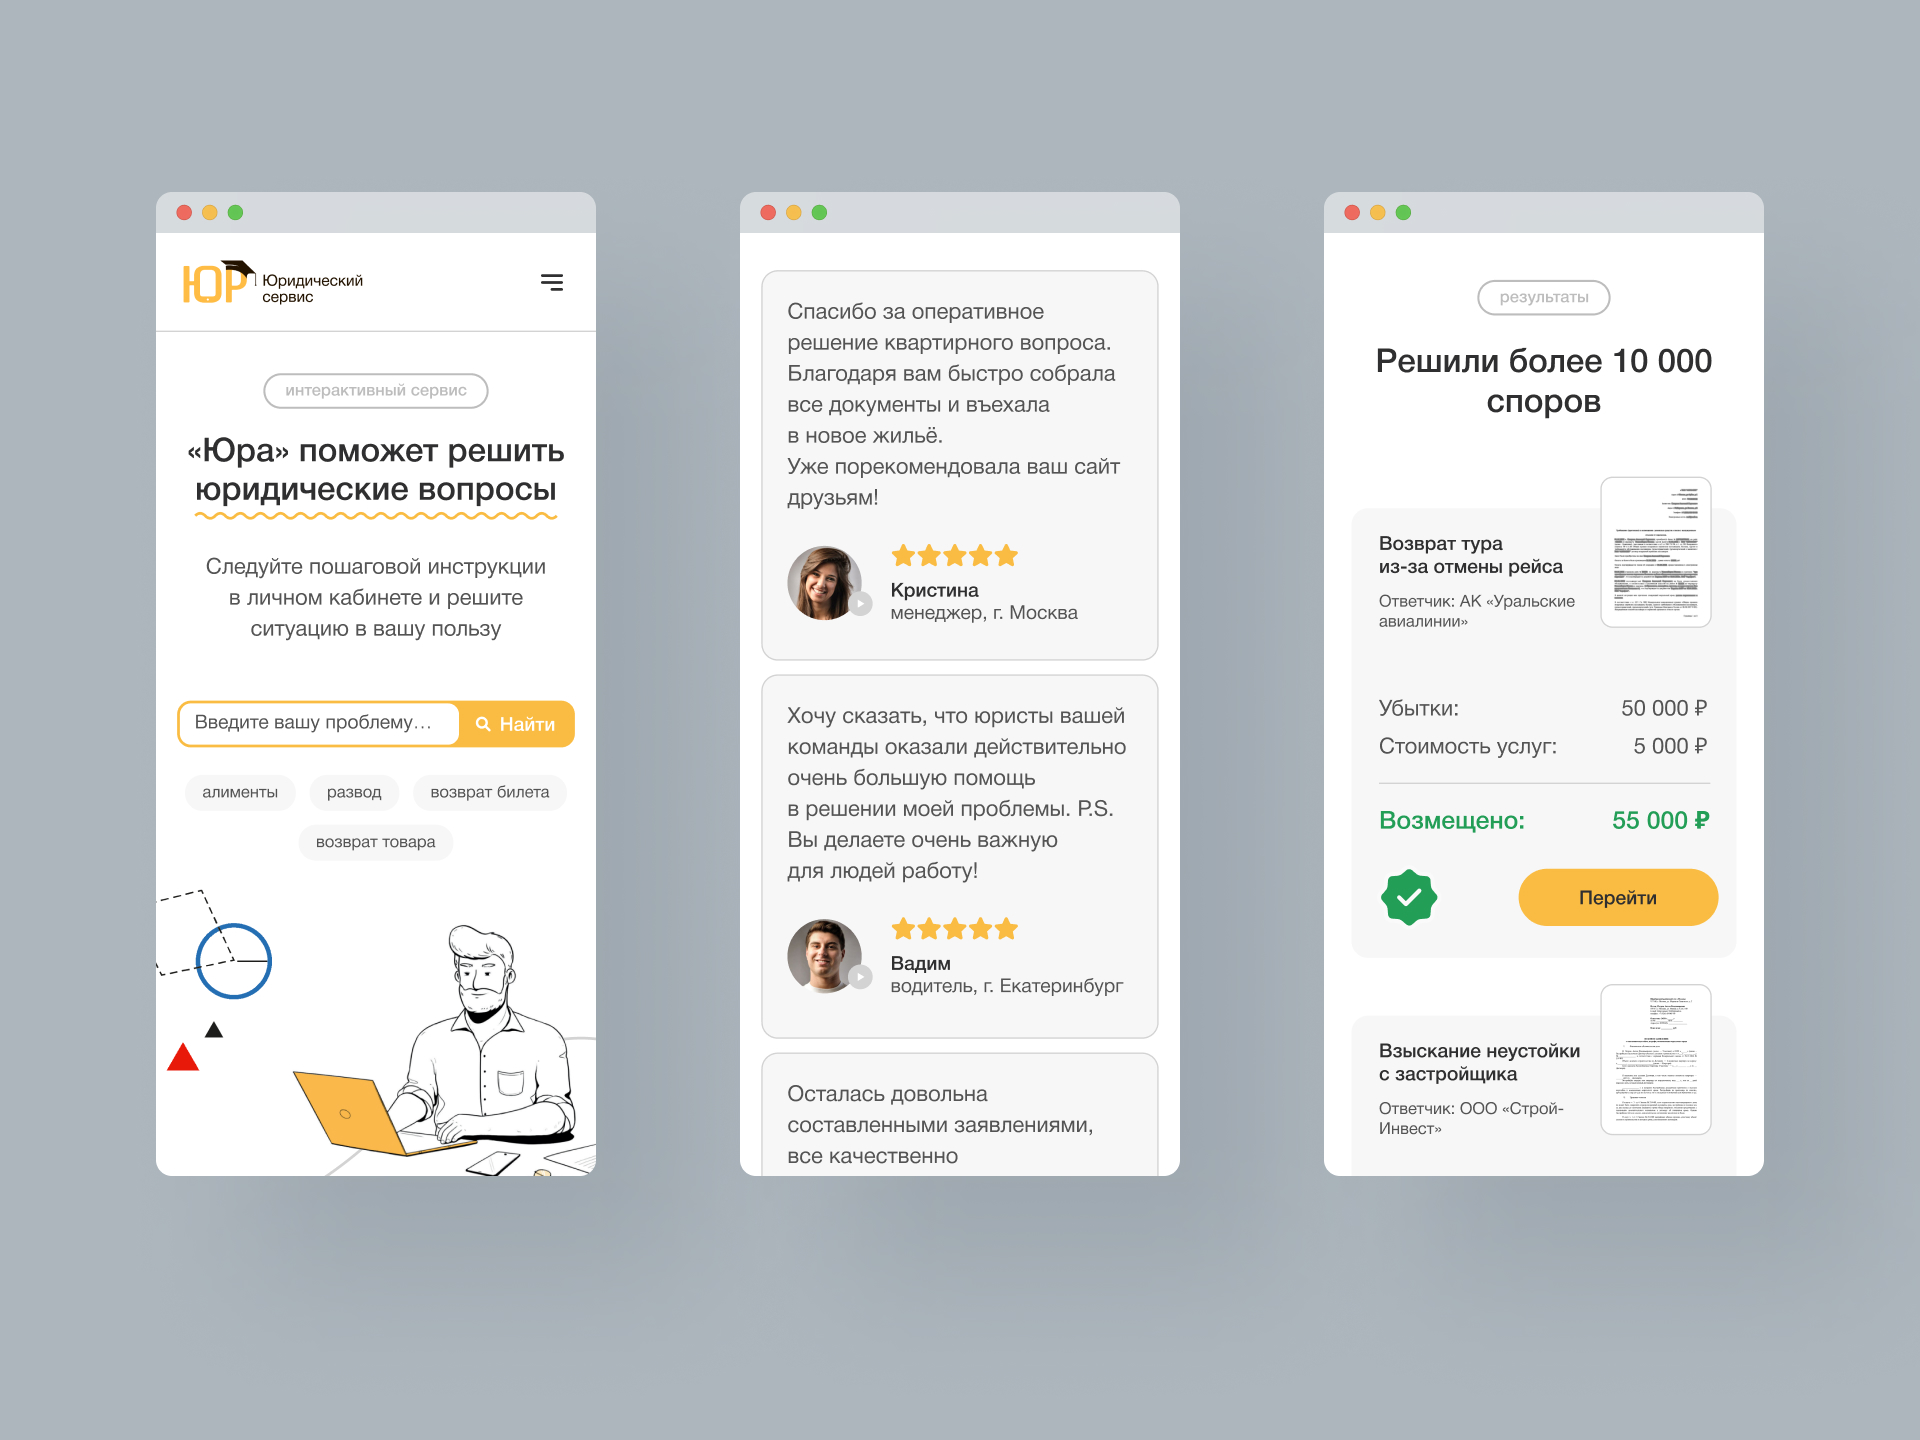 ЮР
Юридический
сервис
интерактивный сервис
«Юра» поможет решить
юридические вопросы
Следуйте пошаговой инструкции
в личном кабинете и решите
ситуацию в вашу пользу
Введите вашу проблему...
Найти
алименты
развод
возврат билета
возврат товара
Спасибо за оперативное
решение квартирного вопроса.
Благодаря вам быстро собрала
все документы и въехала
в новое жильё.
Уже порекомендовала ваш сайт
друзьям!
Кристина
менеджер, г. Москва
Хочу сказать, что юристы вашей
команды оказали действительно
очень большую помощь
в решении моей проблемы. P.S.
Вы делаете очень важную
для людей работу!
Вадим
водитель, г. Екатеринбург
Осталась довольна
составленными заявлениями,
все качественно
результаты
Решили более 10 000
споров
Возврат тура
из-за отмены рейса
Ответчик: АК «Уральские
авиалинии»
Убытки: 50 000 ₽
Стоимость услуг: 5 000 ₽
Возмещено: 55 000 ₽
Перейти
Взыскание неустойки
с застройщика
Ответчик: ООО «Строй-
Инвест»